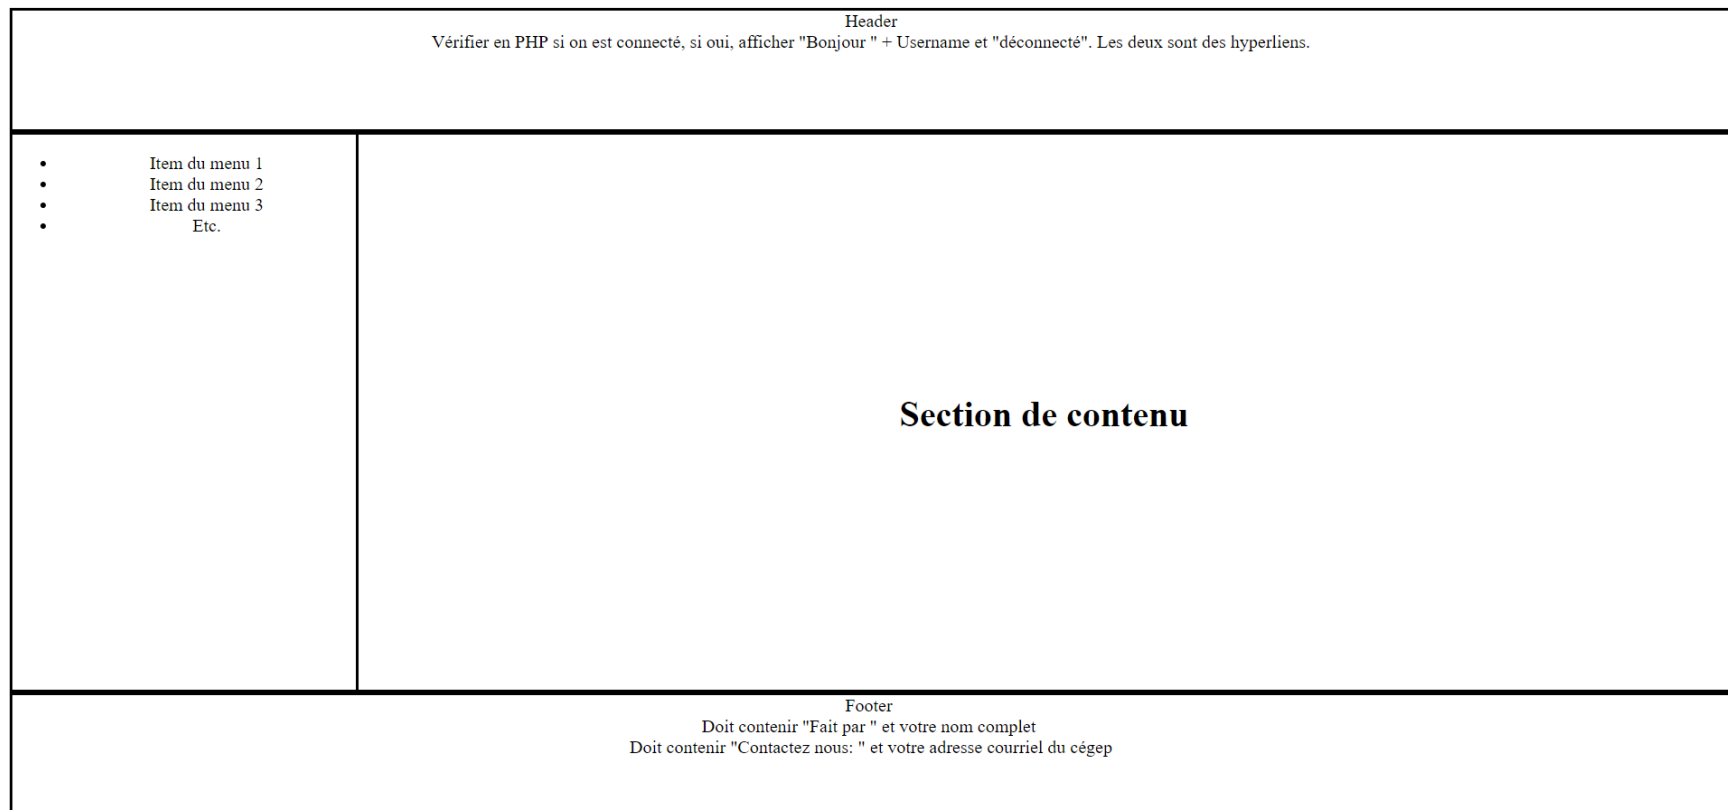 Header
Vérifier en PHP si on est connecté, si oui, afficher "Bonjour " + Username et "déconnecté". Les deux sont des hyperliens.
Item du menu 1
Item du menu 2
Item du menu 3
Etc.
Section de contenu
Footer
Doit contenir "Fait par " et votre nom complet
Doit contenir "Contactez nous: " et votre adresse courriel du cégep